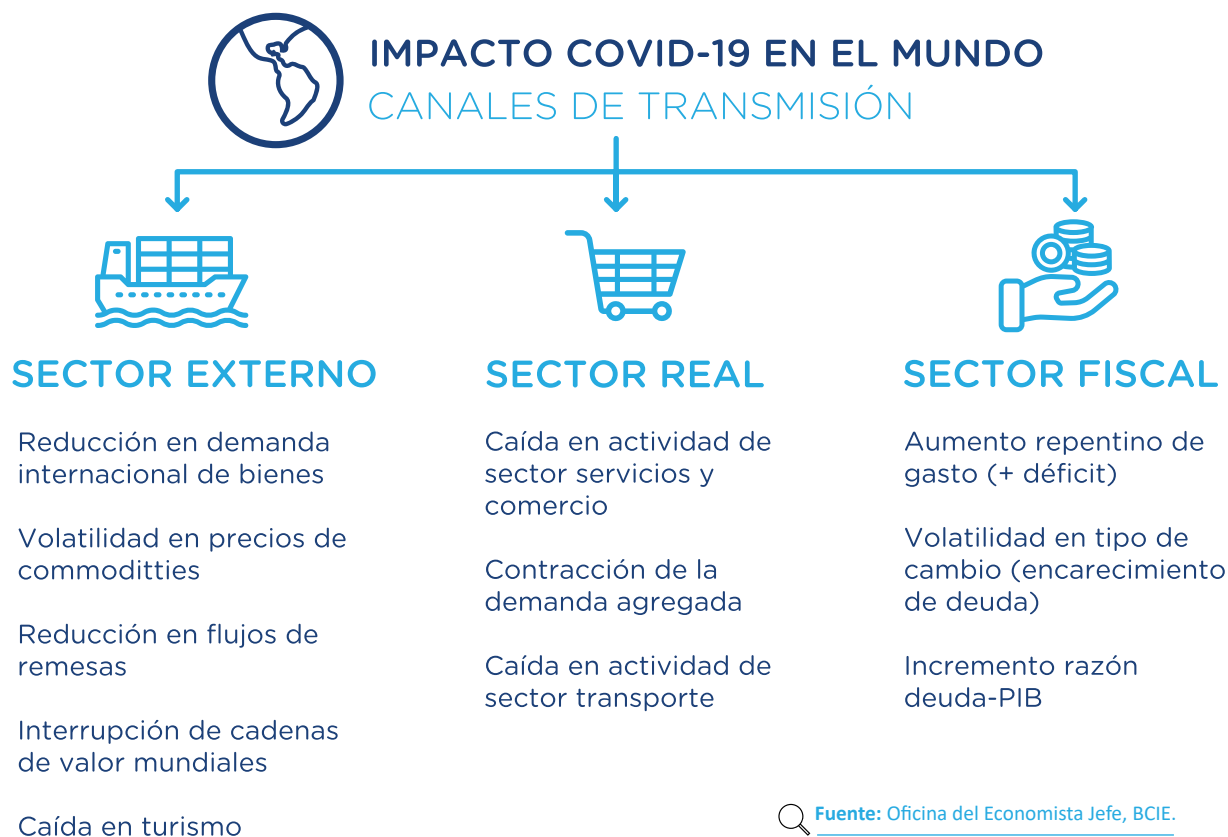 IMPACTO COVID-19 EN EL MUNDO
CANALES DE TRANSMISIÓN
SECTOR EXTERNO
Reducción en demanda
internacional de bienes
Volatilidad en precios de
commoditties
Reducción en flujos de
remesas
Interrupción de cadenas
de valor mundiales
Caída en turismo
SECTOR REAL
Caída en actividad de
sector servicios y
comercio
Contracción de la
demanda agregada
Caída en actividad de
sector transporte
SECTOR FISCAL
Aumento repentino de
gasto (+ déficit)
Volatilidad en tipo de
cambio (encarecimiento
de deuda)
Incremento razón
deuda-PIB
Fuente: Oficina del Economista Jefe, BCIE.